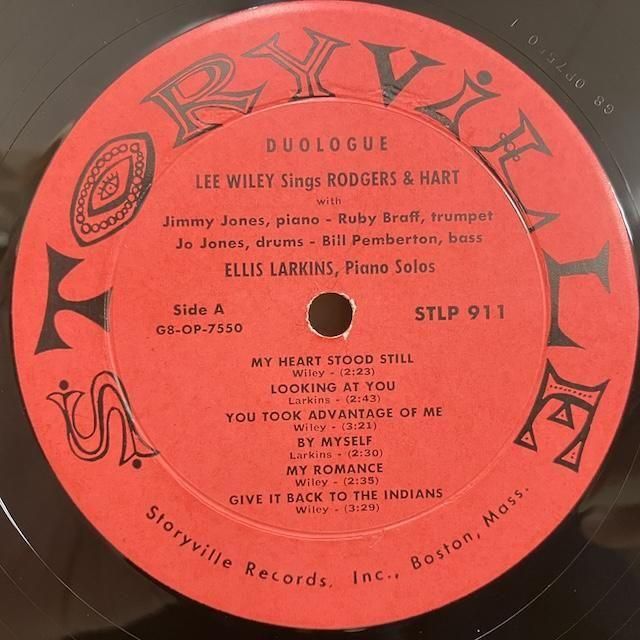 STORYViLLE
DUOLOGUE
LEE WILEY Sings RODGERS & HART
with
Jimmy Jones, piano - Ruby Braff, trumpet
Jo Jones, drums - Bill Pemberton, bass
ELLIS LARKINS, Piano Solos
Side A
G8-OP-7550
STLP 911
MY HEART STOOD STILL
Wiley - (2:23)
LOOKING AT YOU
Larkins - (2:43)
YOU TOOK ADVANTAGE OF ME
Wiley - (3:21)
BY MYSELF
Larkins - (2:30)
MY ROMANCE
Wiley - (2:35)
GIVE IT BACK TO THE INDIANS
Wiley - (3:29)
Storyville Records, Inc., Boston, Mass.